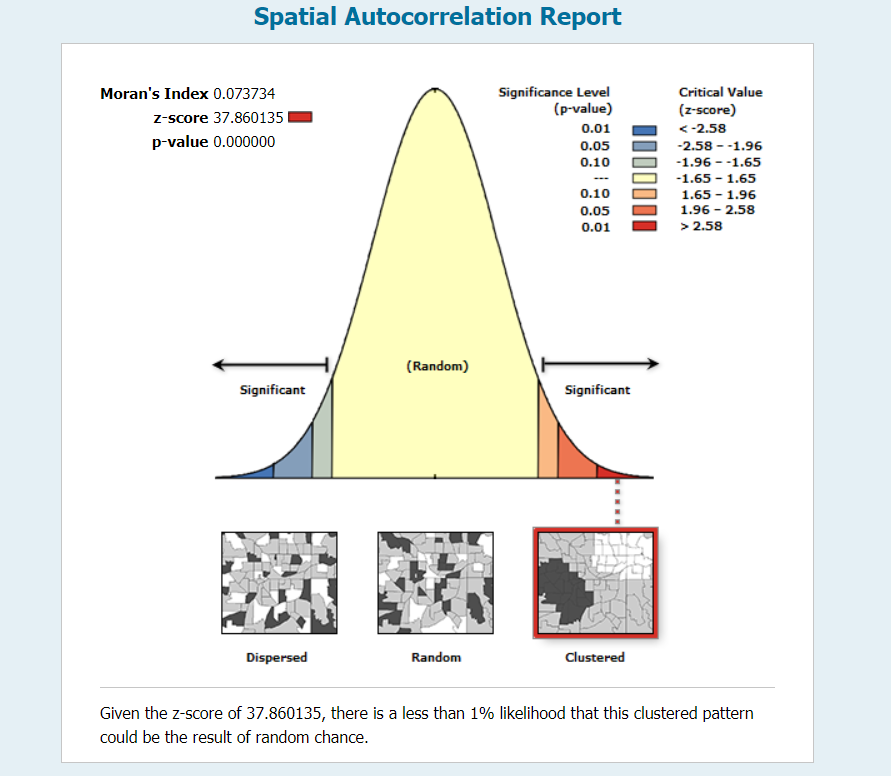 Spatial Autocorrelation Report
Moran's Index 0.073734
z-score 37.860135
p-value 0.000000
Significance Level
(p-value)
Critical Value
(z-score)
0.01 < -2.58
0.05 -2.58 – -1.96
0.10 -1.96 – -1.65
--- -1.65 – 1.65
0.10 1.65 – 1.96
0.05 1.96 – 2.58
0.01 > 2.58
(Random)
Significant
Significant
Dispersed
Random
Clustered
Given the z-score of 37.860135, there is a less than 1% likelihood that this clustered pattern
could be the result of random chance.